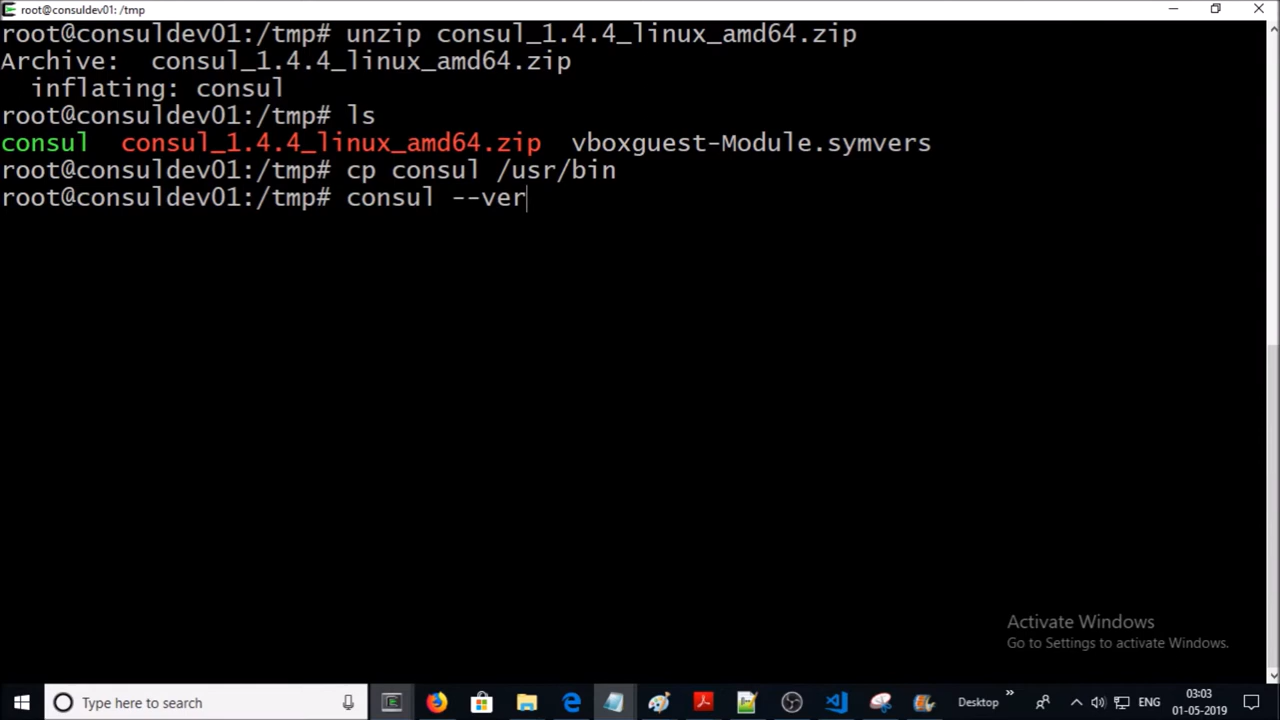 root@consuldev01: /tmp
root@consuldev01:/tmp# unzip consul_1.4.4_linux_amd64.zip
Archive:  consul_1.4.4_linux_amd64.zip
  inflating: consul
root@consuldev01:/tmp# ls
consul  consul_1.4.4_linux_amd64.zip  vboxguest-Module.symvers
root@consuldev01:/tmp# cp consul /usr/bin
root@consuldev01:/tmp# consul --ver
Activate Windows
Go to Settings to activate Windows.
Type here to search
Desktop
ENG
03:03
01-05-2019